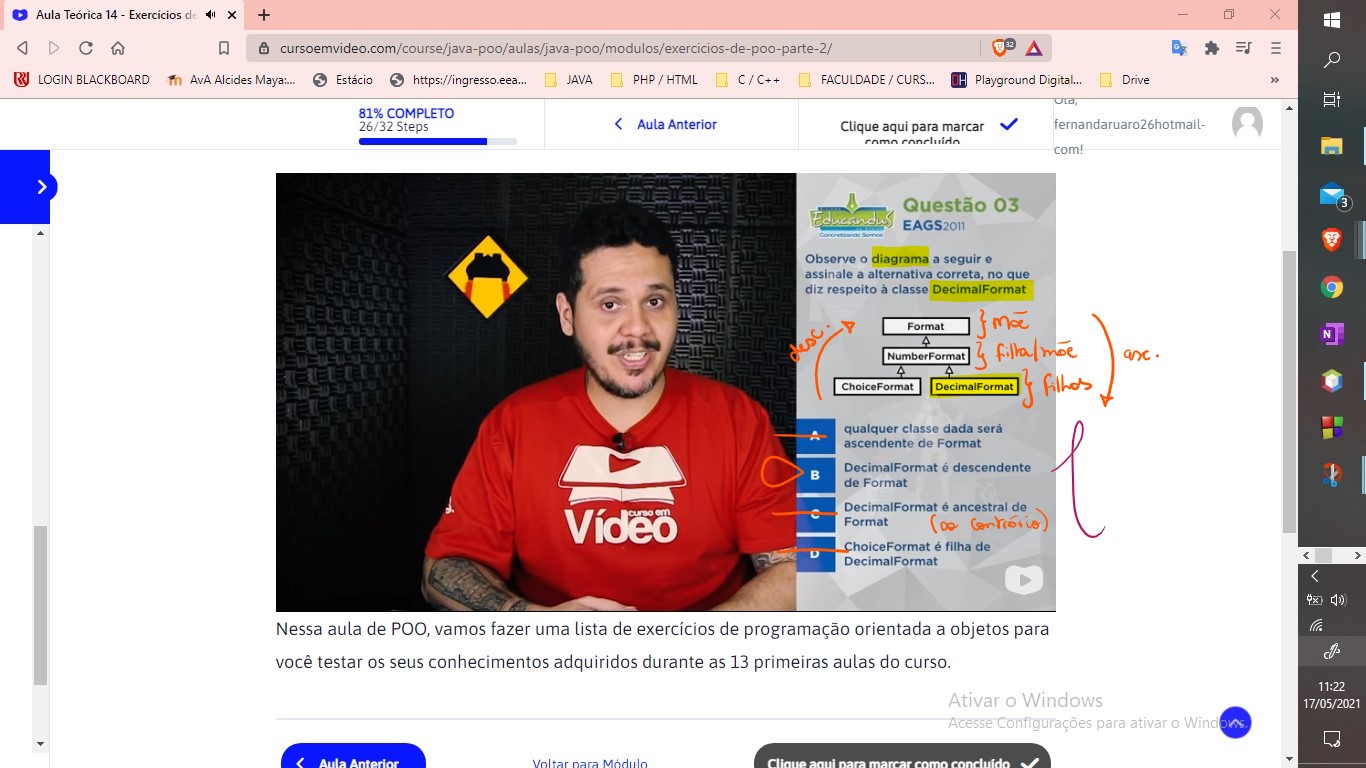 Aula Teórica 14 - Exercícios de
cursoemvideo.com/course/java-poo/aulas/java-poo/modulos/exercicios-de-poo-parte-2/
32
LOGIN BLACKBOARD
AvA Alcides Maya:...
Estácio
https://ingresso.eea...
JAVA
PHP / HTML
C / C++
FACULDADE / CURS...
Playground Digital...
Drive
»
81% COMPLETO
26/32 Steps
Aula Anterior
Clique aqui para marcar
como concluído
Olá,
fernandaruaro26hotmail-
com!
Educandus
Concretizando Sonhos
Questão 03
EAGS2011
Observe o diagrama a seguir e
assinale a alternativa correta, no que
diz respeito à classe DecimalFormat
Format
mãe
NumberFormat
filha/mãe
ChoiceFormat
DecimalFormat
filhas
desc.
asc.
A qualquer classe dada será
ascendente de Format
B DecimalFormat é descendente
de Format
C DecimalFormat é ancestral de
Format
(ao contrário)
D ChoiceFormat é filha de
DecimalFormat
curso em
Vídeo
Nessa aula de POO, vamos fazer uma lista de exercícios de programação orientada a objetos para
você testar os seus conhecimentos adquiridos durante as 13 primeiras aulas do curso.
Ativar o Windows
Acesse Configurações para ativar o Windows.
Aula Anterior
Voltar para Módulo
Clique aqui para marcar como concluído
3
11:22
17/05/2021